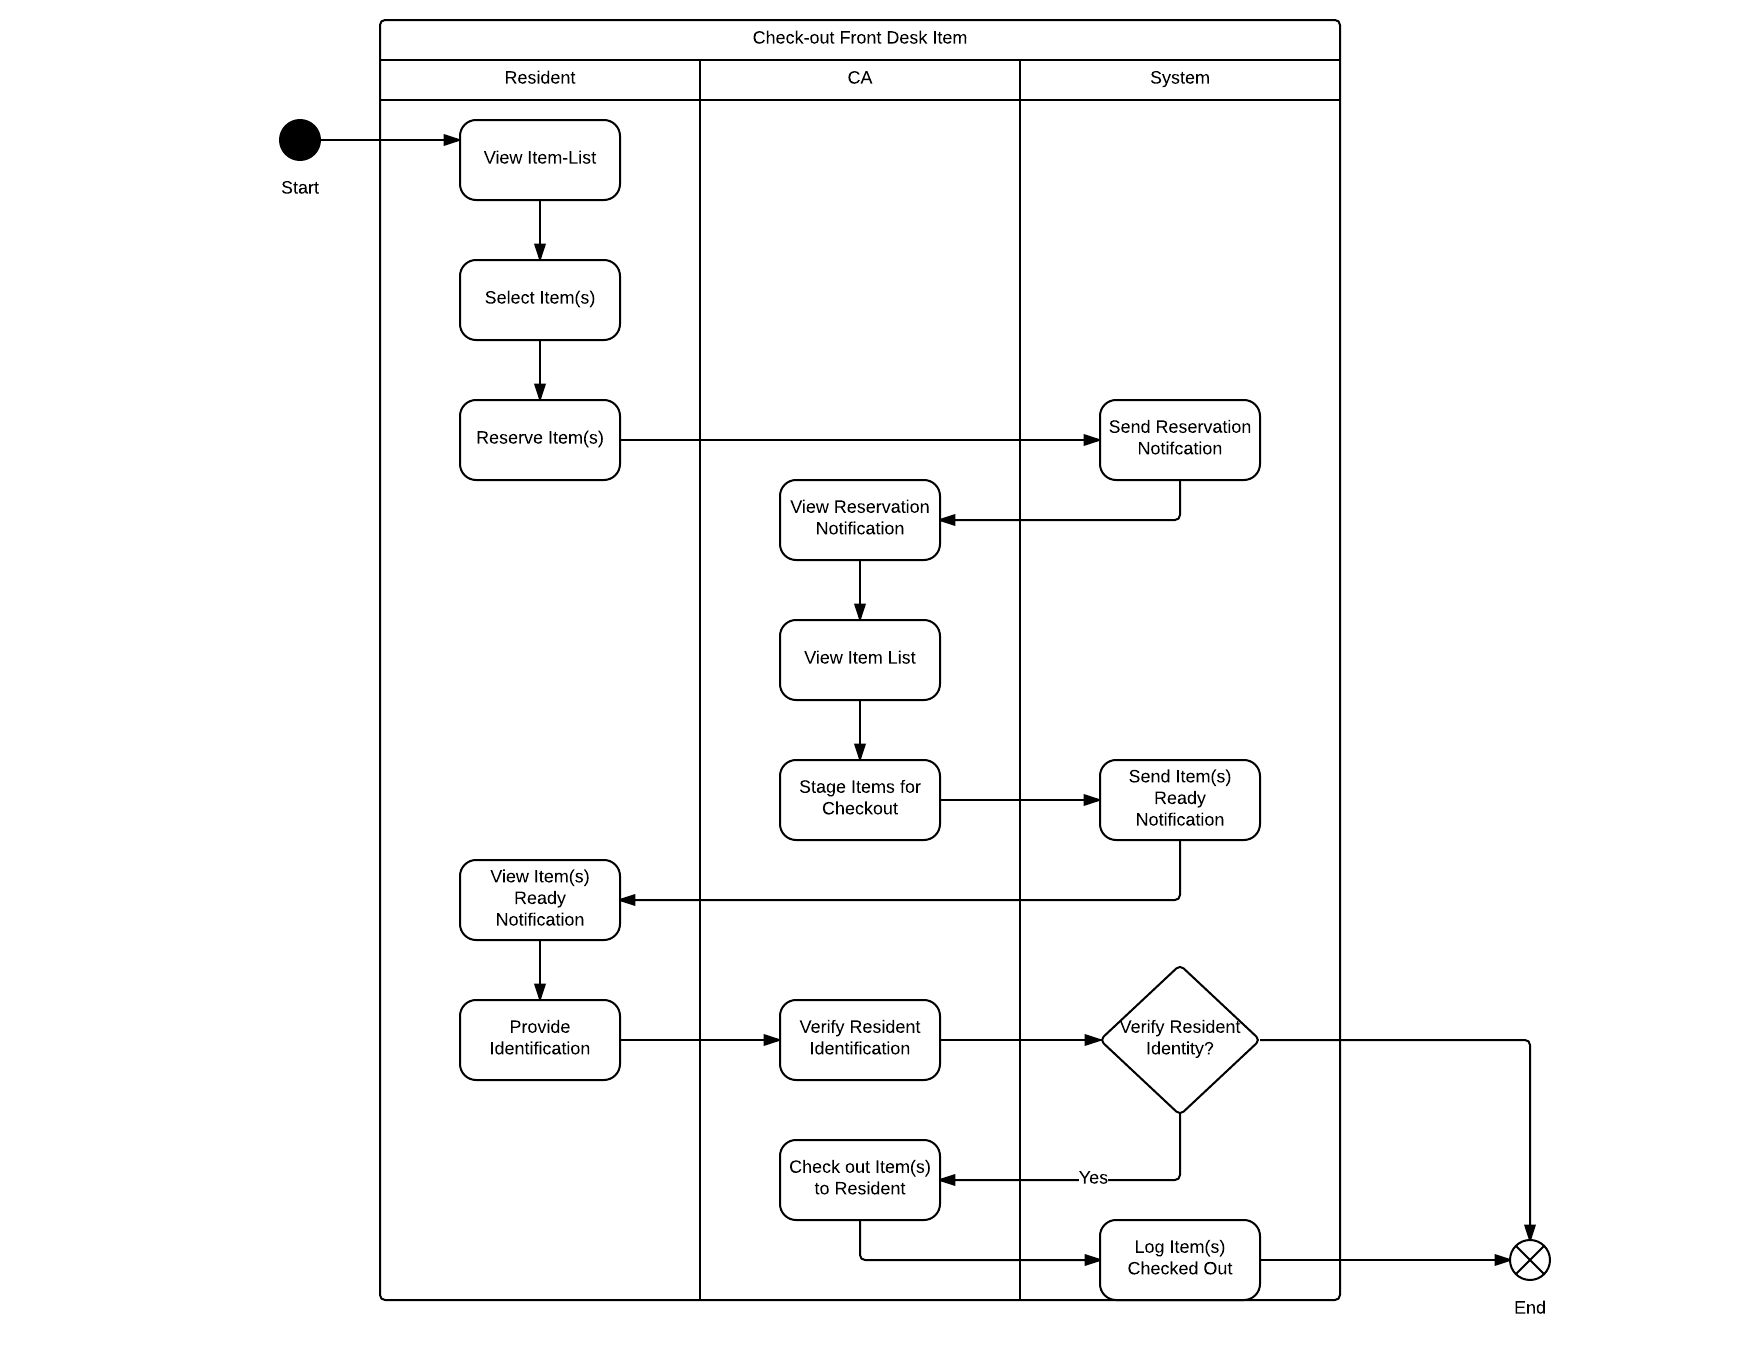 Check-out Front Desk Item
Resident
CA
System
Start
View Item-List
Select Item(s)
Reserve Item(s)
Send Reservation
Notifcation
View Reservation
Notification
View Item List
Stage Items for
Checkout
Send Item(s)
Ready
Notification
View Item(s)
Ready
Notification
Provide
Identification
Verify Resident
Identification
Verify Resident
Identity?
Yes
Check out Item(s)
to Resident
Log Item(s)
Checked Out
End